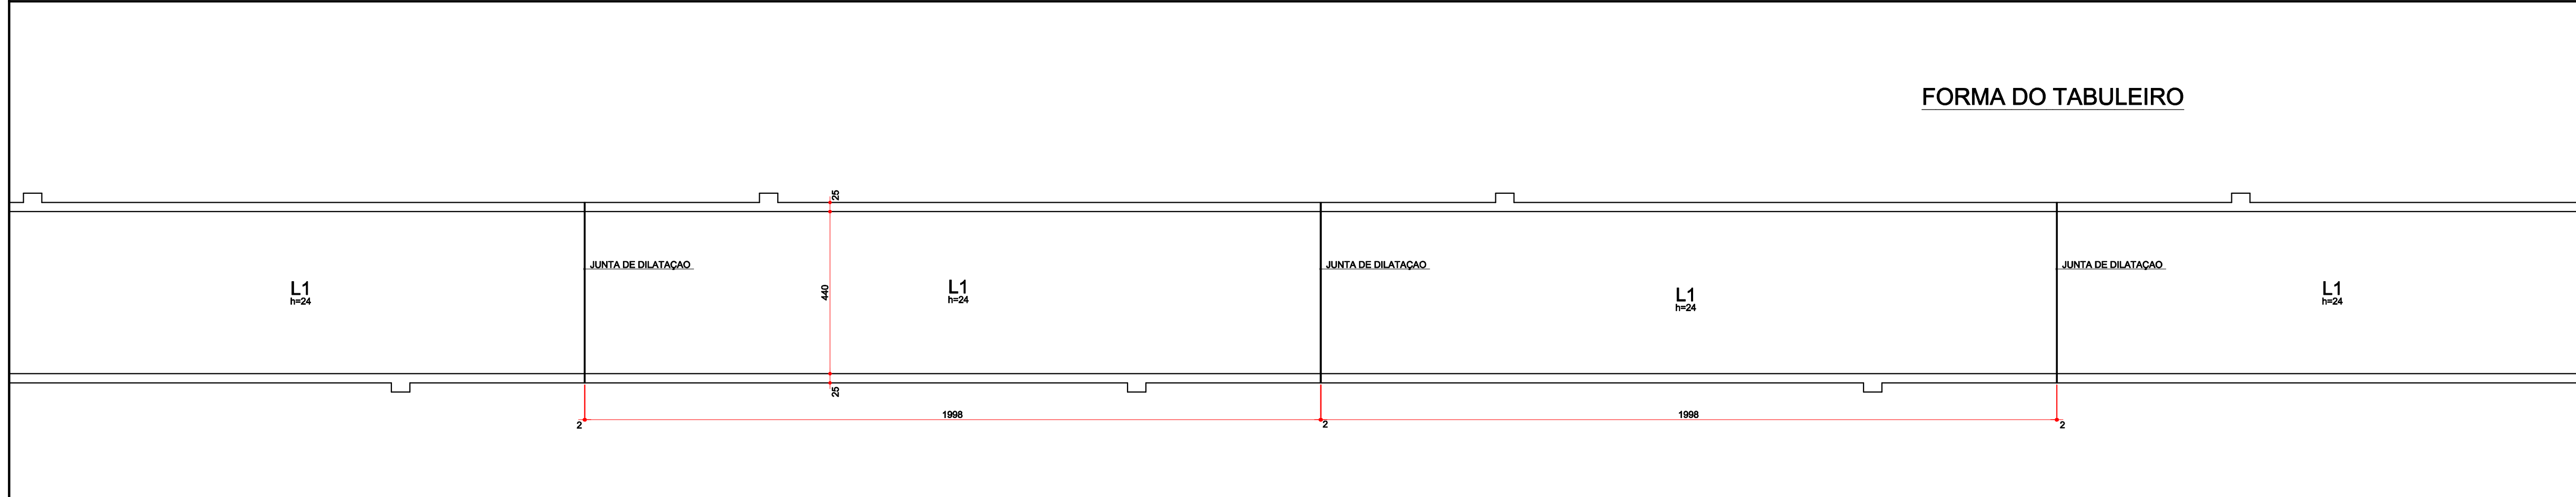 FORMA DO TABULEIRO
25
JUNTA DE DILATAÇAO
JUNTA DE DILATAÇAO
JUNTA DE DILATAÇAO
L1
h=24
440
L1
h=24
L1
h=24
L1
h=24
25
1998
1998
2
2
2